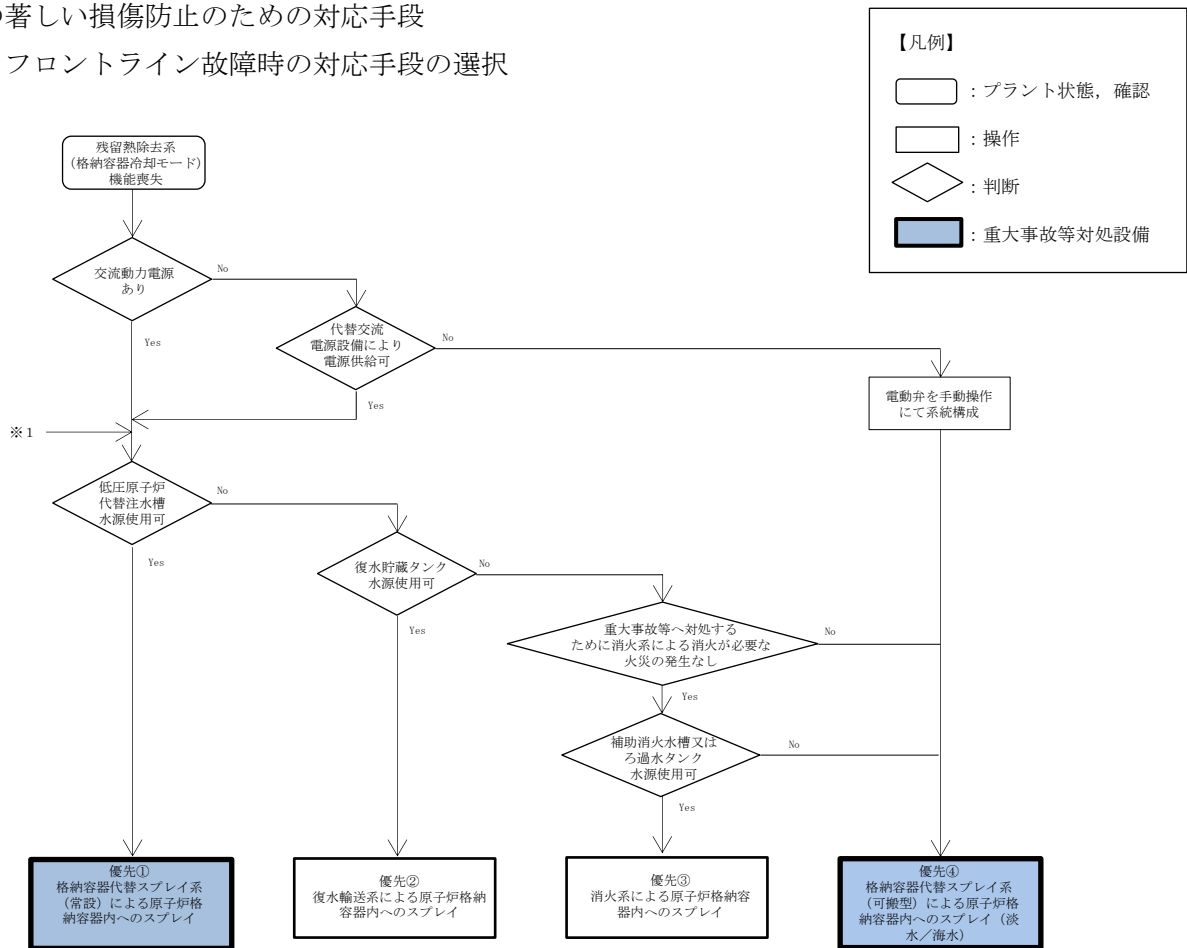 の著しい損傷防止のための対応手段
フロントライン故障時の対応手段の選択
【凡例】
：プラント状態，確認
：操作
：判断
：重大事故等対処設備
残留熱除去系
(格納容器冷却モード)
機能喪失
交流動力電源
あり
No
Yes
代替交流
電源設備により
電源供給可
No
Yes
電動弁を手動操作
にて系統構成
※1
低圧原子炉
代替注水槽
水源使用可
No
Yes
復水貯蔵タンク
水源使用可
No
Yes
重大事故等へ対処する
ために消火系による消火が必要な
火災の発生なし
No
Yes
補助消火水槽又は
ろ過水タンク
水源使用可
No
Yes
優先①
格納容器代替スプレイ系
（常設）による原子炉格
納容器内へのスプレイ
優先②
復水輸送系による原子炉格納
容器内へのスプレイ
優先③
消火系による原子炉格納容
器内へのスプレイ
優先④
格納容器代替スプレイ系
（可搬型）による原子炉格
納容器内へのスプレイ（淡
水／海水）